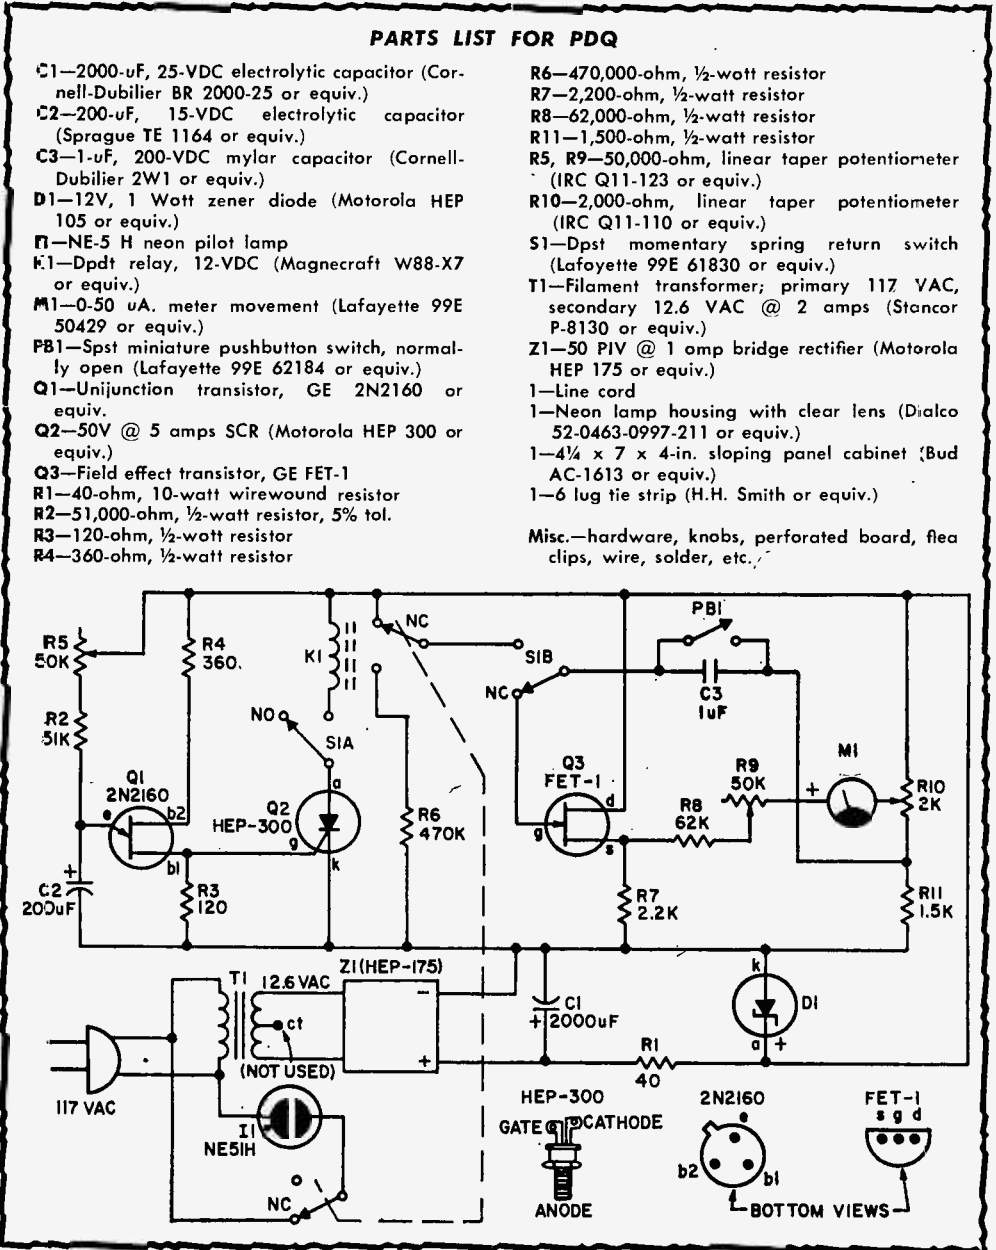 PARTS LIST FOR PDQ
C1—2000-uF, 25-VDC electrolytic capacitor (Cor-
nell-Dubilier BR 2000-25 or equiv.)
C2—200-uF, 15-VDC electrolytic capacitor
(Sprague TE 1164 or equiv.)
C3—1-uF, 200-VDC mylar capacitor (Cornell-
Dubilier 2W1 or equiv.)
D1—12V, 1 Watt zener diode (Motorola HEP
105 or equiv.)
I1—NE-5 H neon pilot lamp
K1—Dpdt relay, 12-VDC (Magnecraft W88-X7
or equiv.)
M1—0-50 uA. meter movement (Lafayette 99E
50429 or equiv.)
PB1—Spst miniature pushbutton switch, normal-
ly open (Lafayette 99E 62184 or equiv.)
Q1—Unijunction transistor, GE 2N2160 or
equiv.
Q2—50V @ 5 amps SCR (Motorola HEP 300 or
equiv.)
Q3—Field effect transistor, GE FET-1
R1—40-ohm, 10-watt wirewound resistor
R2—51,000-ohm, ½-watt resistor, 5% tol.
R3—120-ohm, ½-watt resistor
R4—360-ohm, ½-watt resistor
R6—470,000-ohm, ½-watt resistor
R7—2,200-ohm, ½-watt resistor
R8—62,000-ohm, ½-watt resistor
R11—1,500-ohm, ½-watt resistor
R5, R9—50,000-ohm, linear taper potentiometer
(IRC Q11-123 or equiv.)
R10—2,000-ohm, linear taper potentiometer
(IRC Q11-110 or equiv.)
S1—Dpst momentary spring return switch
(Lafayette 99E 61830 or equiv.)
T1—Filament transformer; primary 117 VAC,
secondary 12.6 VAC @ 2 amps (Stancor
P-8130 or equiv.)
Z1—50 PIV @ 1 amp bridge rectifier (Motorola
HEP 175 or equiv.)
1—Line cord
1—Neon lamp housing with clear lens (Dialco
52-0463-0997-211 or equiv.)
1—4¼ x 7 x 4-in. sloping panel cabinet (Bud
AC-1613 or equiv.)
1—6 lug tie strip (H.H. Smith or equiv.)
Misc.—hardware, knobs, perforated board, flea
clips, wire, solder, etc.
R5
50K
R4
360.
K1
NC
S1B
NC
PB1
C3
1uF
R2
51K
NO
S1A
Q1
2N2160
e
b2
b1
Q2
HEP-300
a
g
k
R6
470K
Q3
FET-1
d
g
s
R9
50K
R8
62K
+
M1
R10
2K
+
C2
200uF
R3
120
R7
2.2K
R11
1.5K
T1
12.6 VAC
Z1(HEP-175)
−
+
ct
(NOT USED)
C1
+ 2000uF
k
D1
a +
R1
40
117 VAC
I1
NE51H
NC
HEP-300
GATE
CATHODE
ANODE
2N2160
e
b2
b1
FET-1
s g d
BOTTOM VIEWS